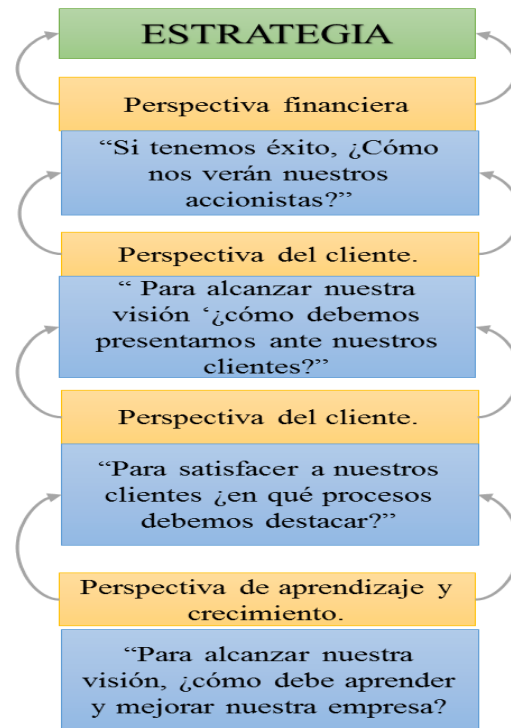 ESTRATEGIA
Perspectiva financiera
“Si tenemos éxito, ¿Cómo
nos verán nuestros
accionistas?”
Perspectiva del cliente.
“ Para alcanzar nuestra
visión ‘¿cómo debemos
presentarnos ante nuestros
clientes?”
Perspectiva del cliente.
“Para satisfacer a nuestros
clientes ¿en qué procesos
debemos destacar?”
Perspectiva de aprendizaje y
crecimiento.
“Para alcanzar nuestra
visión, ¿cómo debe aprender
y mejorar nuestra empresa?